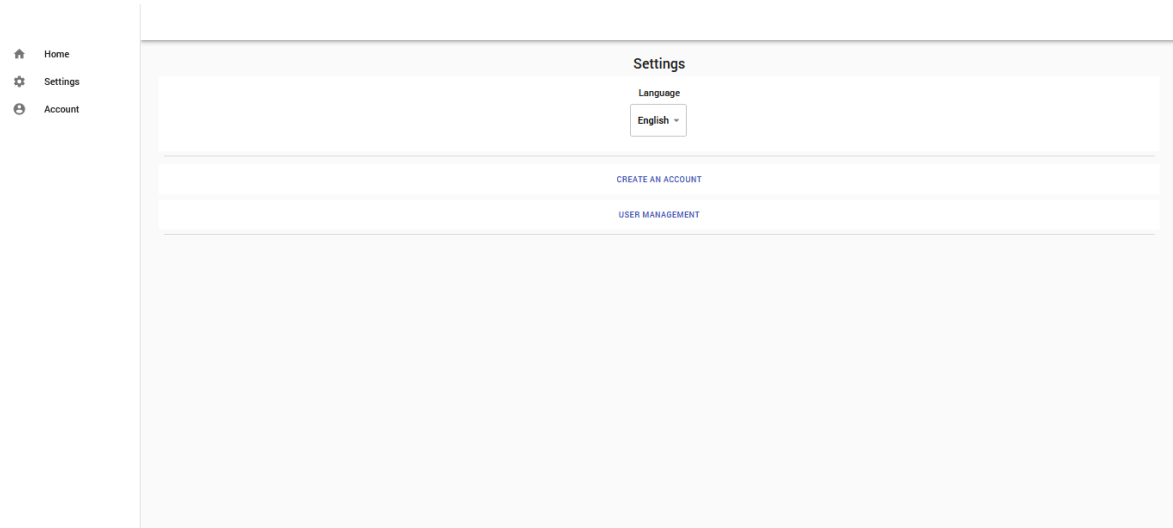 Home
Settings
Account
Settings
Language
English
CREATE AN ACCOUNT
USER MANAGEMENT